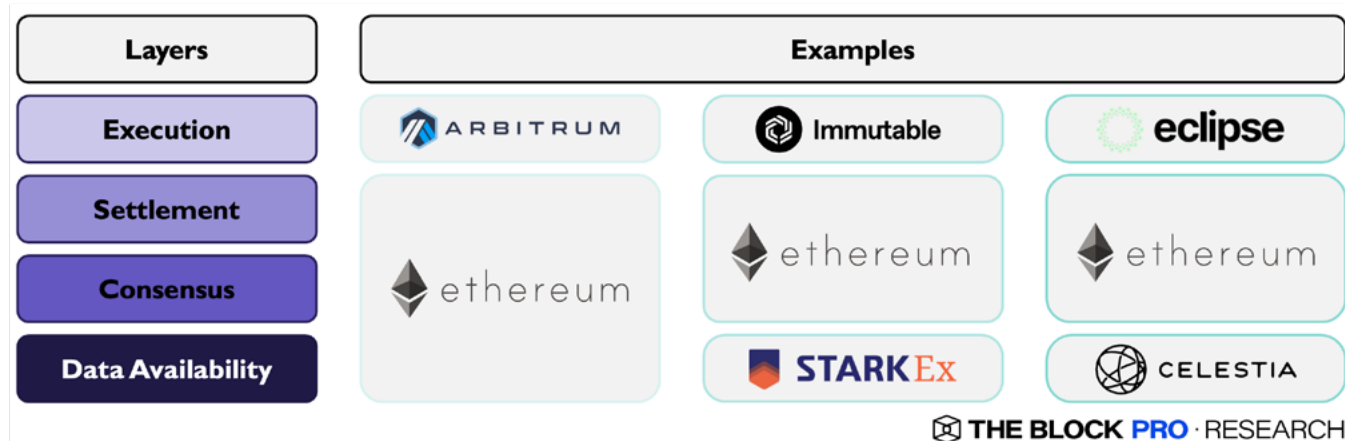 Layers
Examples
Execution
ARBITRUM
Immutable
eclipse
Settlement
ethereum
ethereum
ethereum
Consensus
Data Availability
STARKEx
CELESTIA
THE BLOCK PRO · RESEARCH